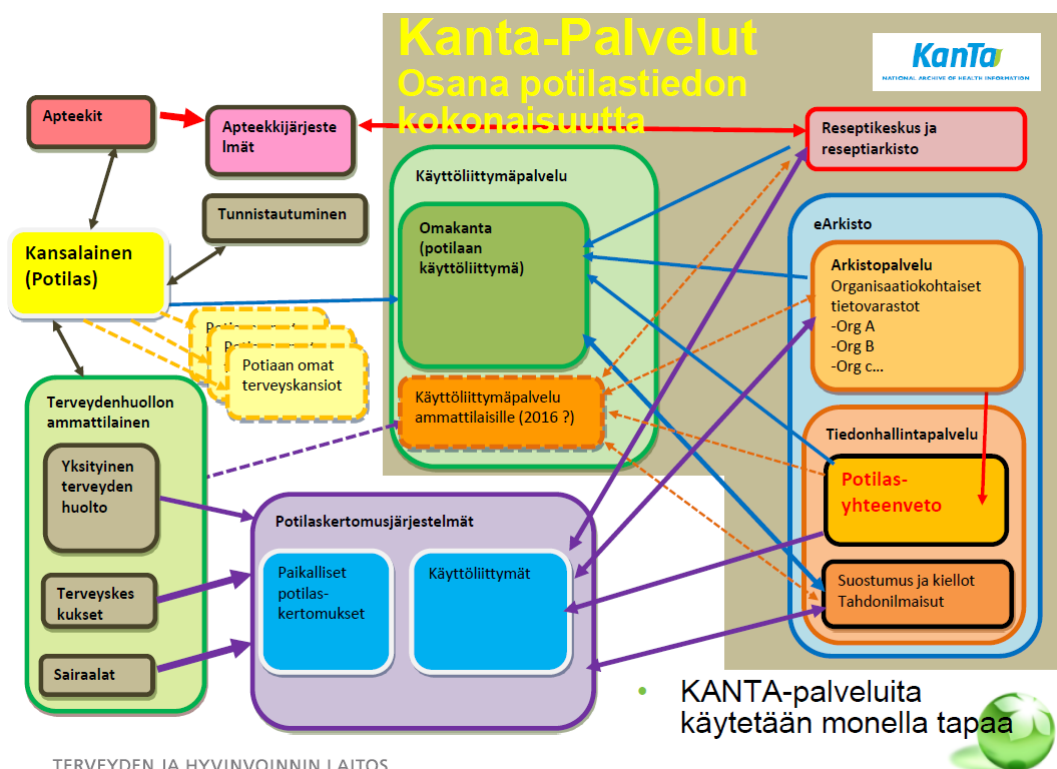 Kanta-Palvelut
Osana potilastiedon
kokonaisuutta
KanTa
NATIONAL ARCHIVE OF HEALTH INFORMATION
Apteekit
Apteekkijärjeste
lmät
Reseptikeskus ja
reseptiarkisto
Tunnistautuminen
Kansalainen
(Potilas)
Käyttöliittymäpalvelu
Omakanta
(potilaan
käyttöliittymä)
Käyttöliittymäpalvelu
ammattilaisille (2016 ?)
eArkisto
Arkistopalvelu
Organisaatiokohtaiset
tietovarastot
-Org A
-Org B
-Org c...
Potiaan omat
terveyskansiot
Terveydenhuollon
ammattilainen
Yksityinen
terveyden
huolto
Terveyskes
kukset
Sairaalat
Potilaskertomusjärjestelmät
Paikalliset
potilas-
kertomukset
Käyttöliittymät
Tiedonhallintapalvelu
Potilas-
yhteenveto
Suostumus ja kiellot
Tahdonilmaisut
• KANTA-palveluita
käytetään monella tapaa
TERVEYDEN JA HYVINVOINNIN LAITOS